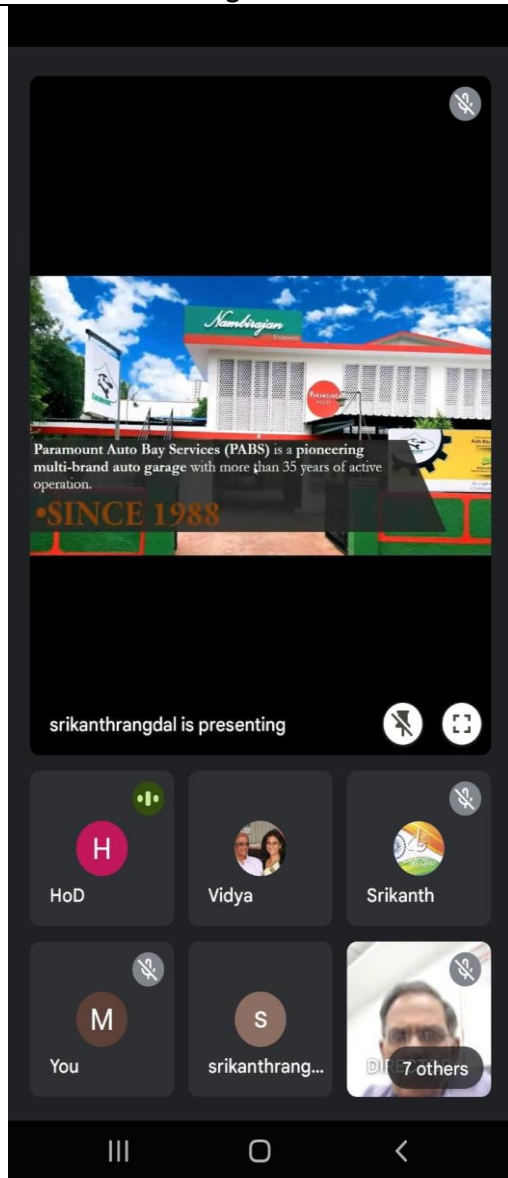 Nambirajan
PARAMOUNT
Paramount Auto Bay Services (PABS) is a pioneering
multi-brand auto garage with more than 35 years of active
operation.
•SINCE 1988
srikanthrangdal is presenting
H
HoD
Vidya
Srikanth
M
You
s
srikanthrang...
7 others